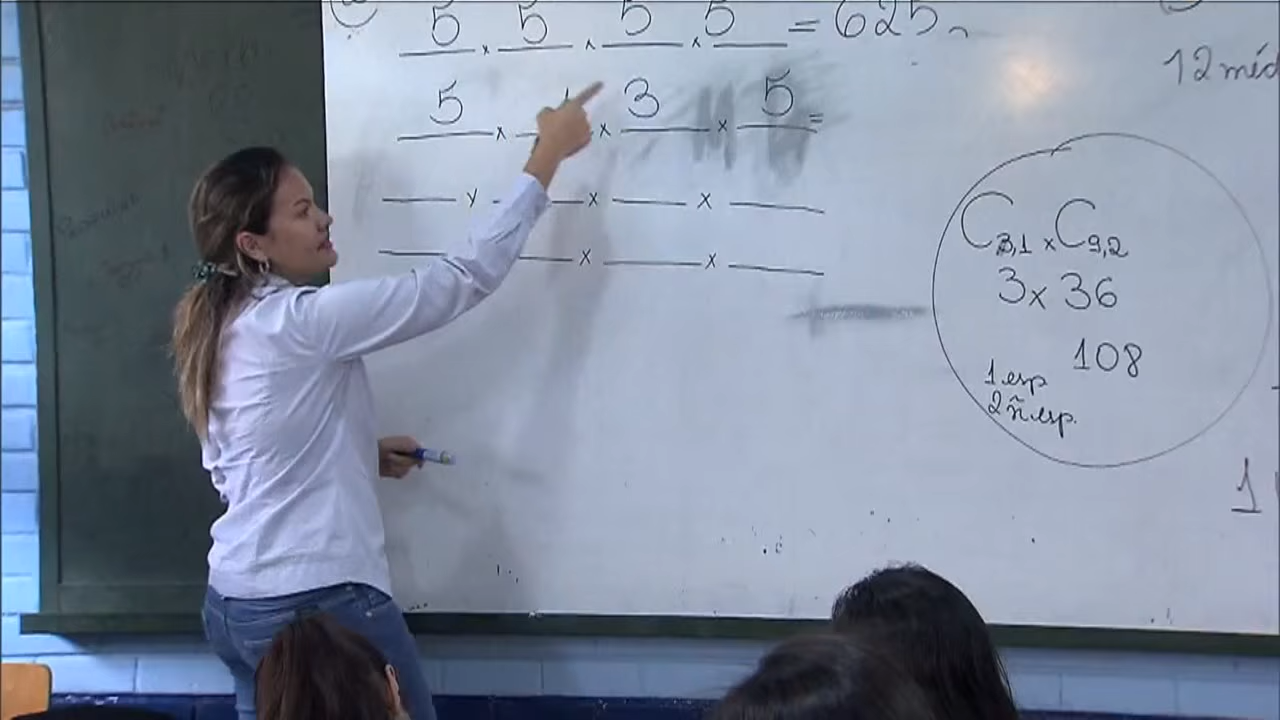 5 x 5 x 5 x 5 = 625
5 x x 3 x 5 =
12 méd
C3,1 x C9,2
3 x 36
108
1 esp
2 ñ esp.
1